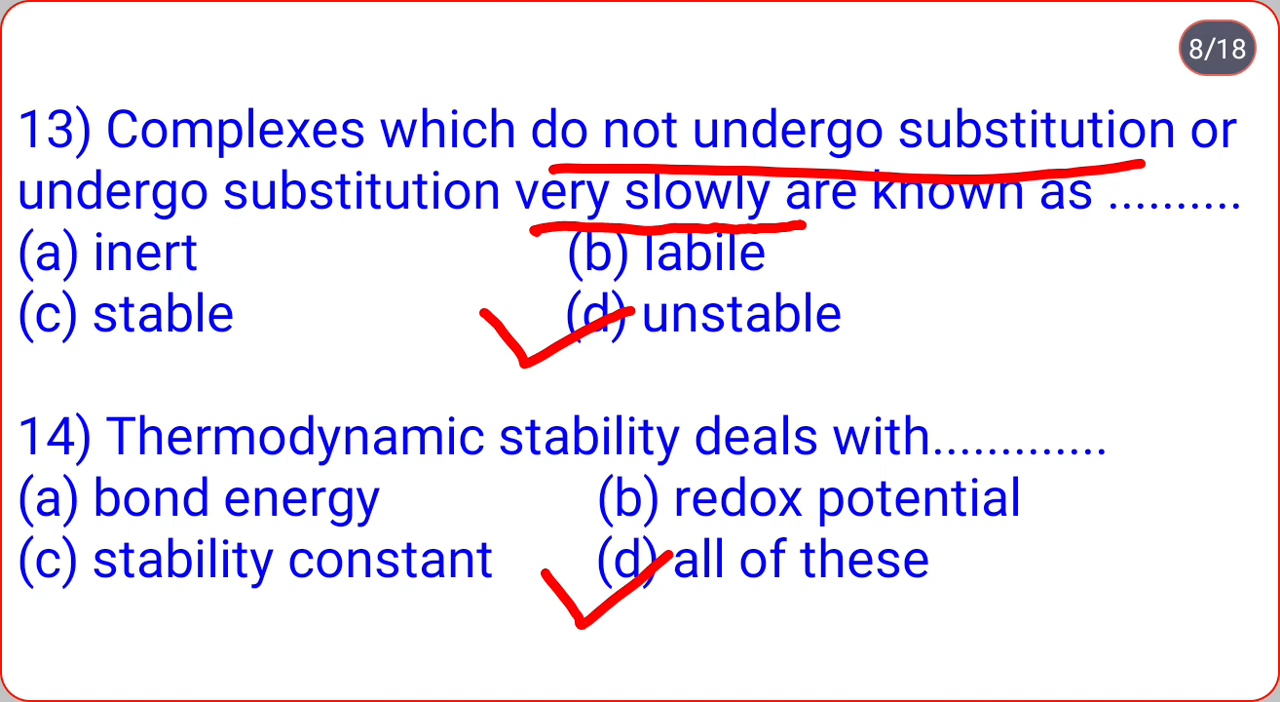 8/18
13) Complexes which do not undergo substitution or
undergo substitution very slowly are known as ..........
(a) inert (b) labile
(c) stable (d) unstable
14) Thermodynamic stability deals with.............
(a) bond energy (b) redox potential
(c) stability constant (d) all of these